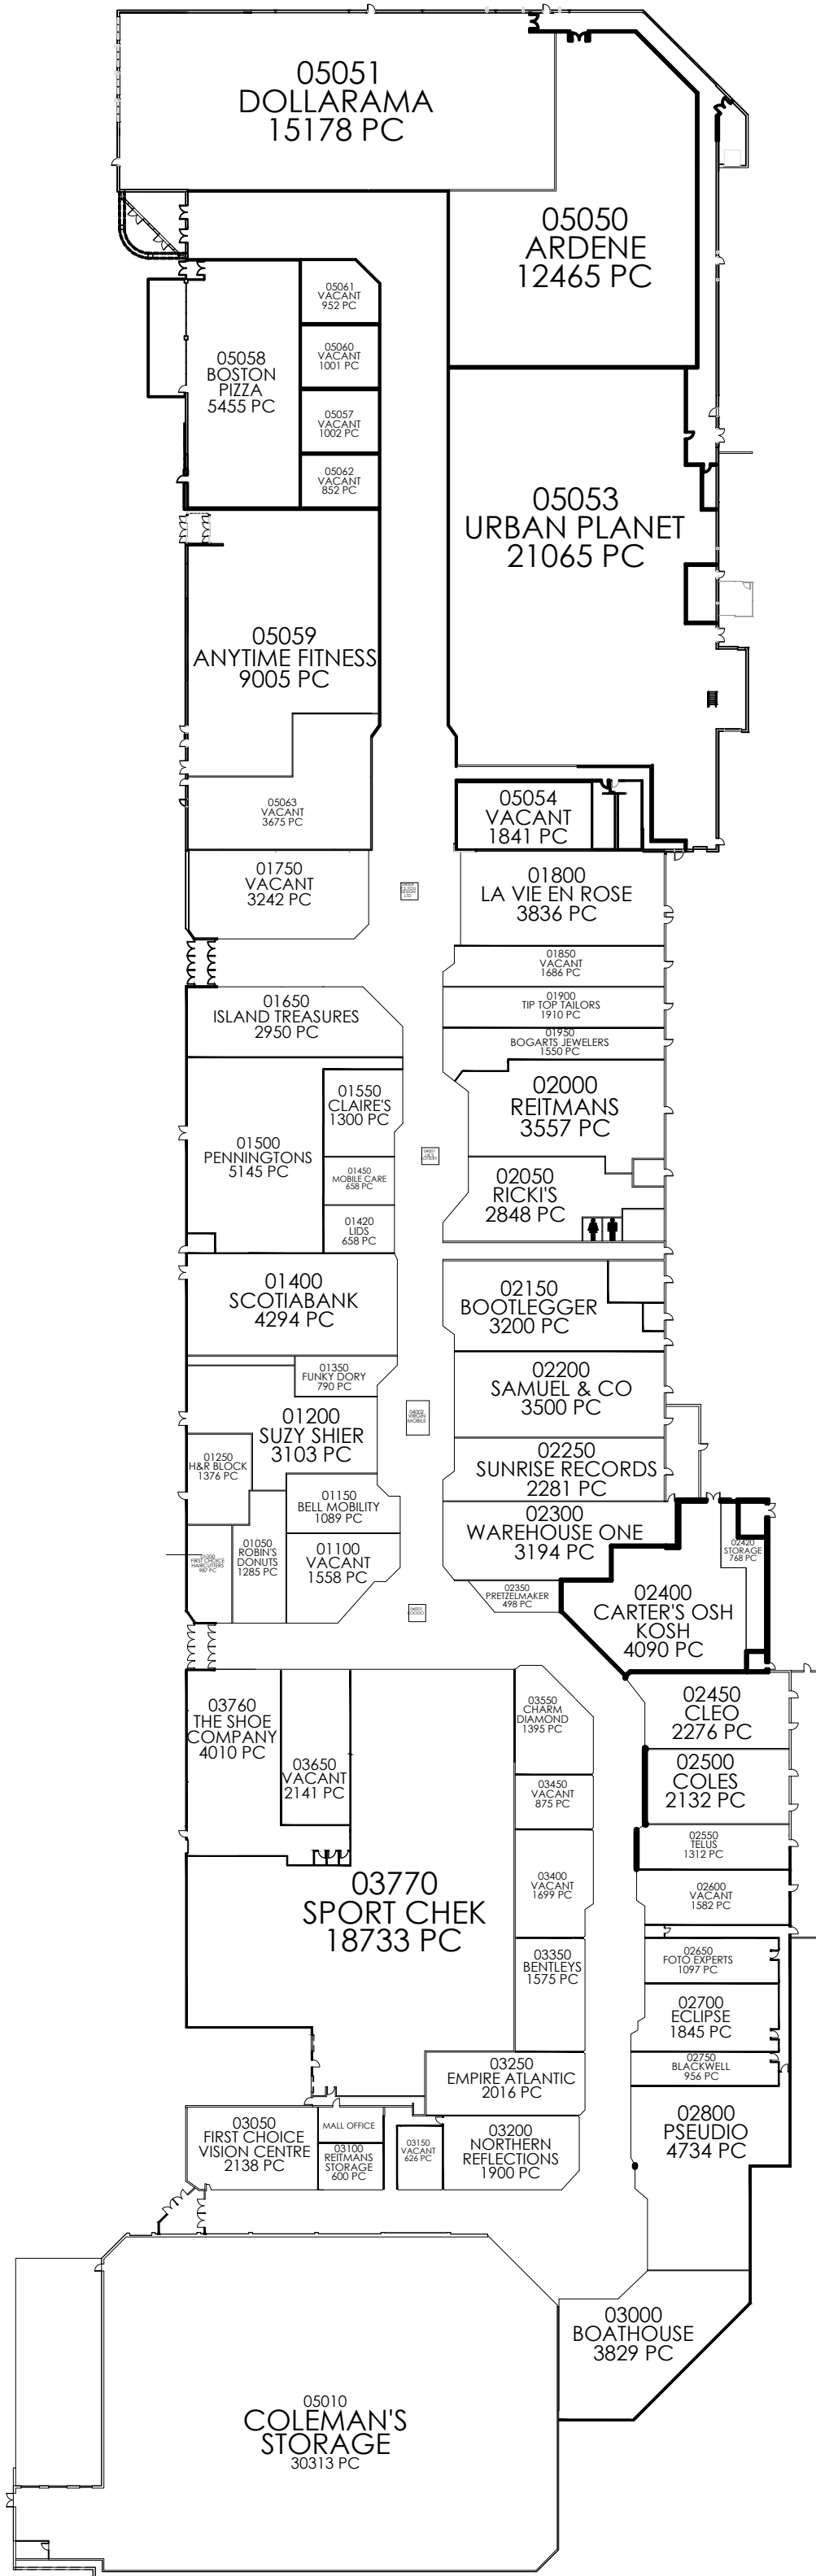 05051
DOLLARAMA
15178 PC
05050
ARDENE
12465 PC
05061
VACANT
952 PC
05060
VACANT
1001 PC
05058
BOSTON
PIZZA
5455 PC
05057
VACANT
1002 PC
05062
VACANT
852 PC
05053
URBAN PLANET
21065 PC
05059
ANYTIME FITNESS
9005 PC
05063
VACANT
3675 PC
05054
VACANT
1841 PC
01750
VACANT
3242 PC
01800
LA VIE EN ROSE
3836 PC
01850
VACANT
1686 PC
01650
ISLAND TREASURES
2950 PC
01900
TIP TOP TAILORS
1910 PC
01950
BOGARTS JEWELERS
1550 PC
01550
CLAIRE'S
1300 PC
02000
REITMANS
3557 PC
01500
PENNINGTONS
5145 PC
01450
MOBILE CARE
658 PC
02050
RICKI'S
2848 PC
01420
LIDS
658 PC
01400
SCOTIABANK
4294 PC
02150
BOOTLEGGER
3200 PC
01350
FUNKY DORY
790 PC
02200
SAMUEL & CO
3500 PC
01200
SUZY SHIER
3103 PC
04002
VIRGIN
MOBILE
01250
H&R BLOCK
1376 PC
02250
SUNRISE RECORDS
2281 PC
01150
BELL MOBILITY
1089 PC
02300
WAREHOUSE ONE
3194 PC
01050
ROBIN'S
DONUTS
1285 PC
01100
VACANT
1558 PC
FIRST CHOICE
HAIRCUTTERS
987 PC
02420
STORAGE
768 PC
02350
PRETZELMAKER
498 PC
02400
CARTER'S OSH
KOSH
4090 PC
03760
THE SHOE
COMPANY
4010 PC
03650
VACANT
2141 PC
03550
CHARM
DIAMOND
1395 PC
02450
CLEO
2276 PC
02500
COLES
2132 PC
03450
VACANT
875 PC
02550
TELUS
1312 PC
03770
SPORT CHEK
18733 PC
03400
VACANT
1699 PC
02600
VACANT
1582 PC
03350
BENTLEYS
1575 PC
02650
FOTO EXPERTS
1097 PC
02700
ECLIPSE
1845 PC
03250
EMPIRE ATLANTIC
2016 PC
02750
BLACKWELL
956 PC
03050
FIRST CHOICE
VISION CENTRE
2138 PC
MALL OFFICE
03100
REITMANS
STORAGE
600 PC
03150
VACANT
626 PC
03200
NORTHERN
REFLECTIONS
1900 PC
02800
PSEUDIO
4734 PC
03000
BOATHOUSE
3829 PC
05010
COLEMAN'S
STORAGE
30313 PC